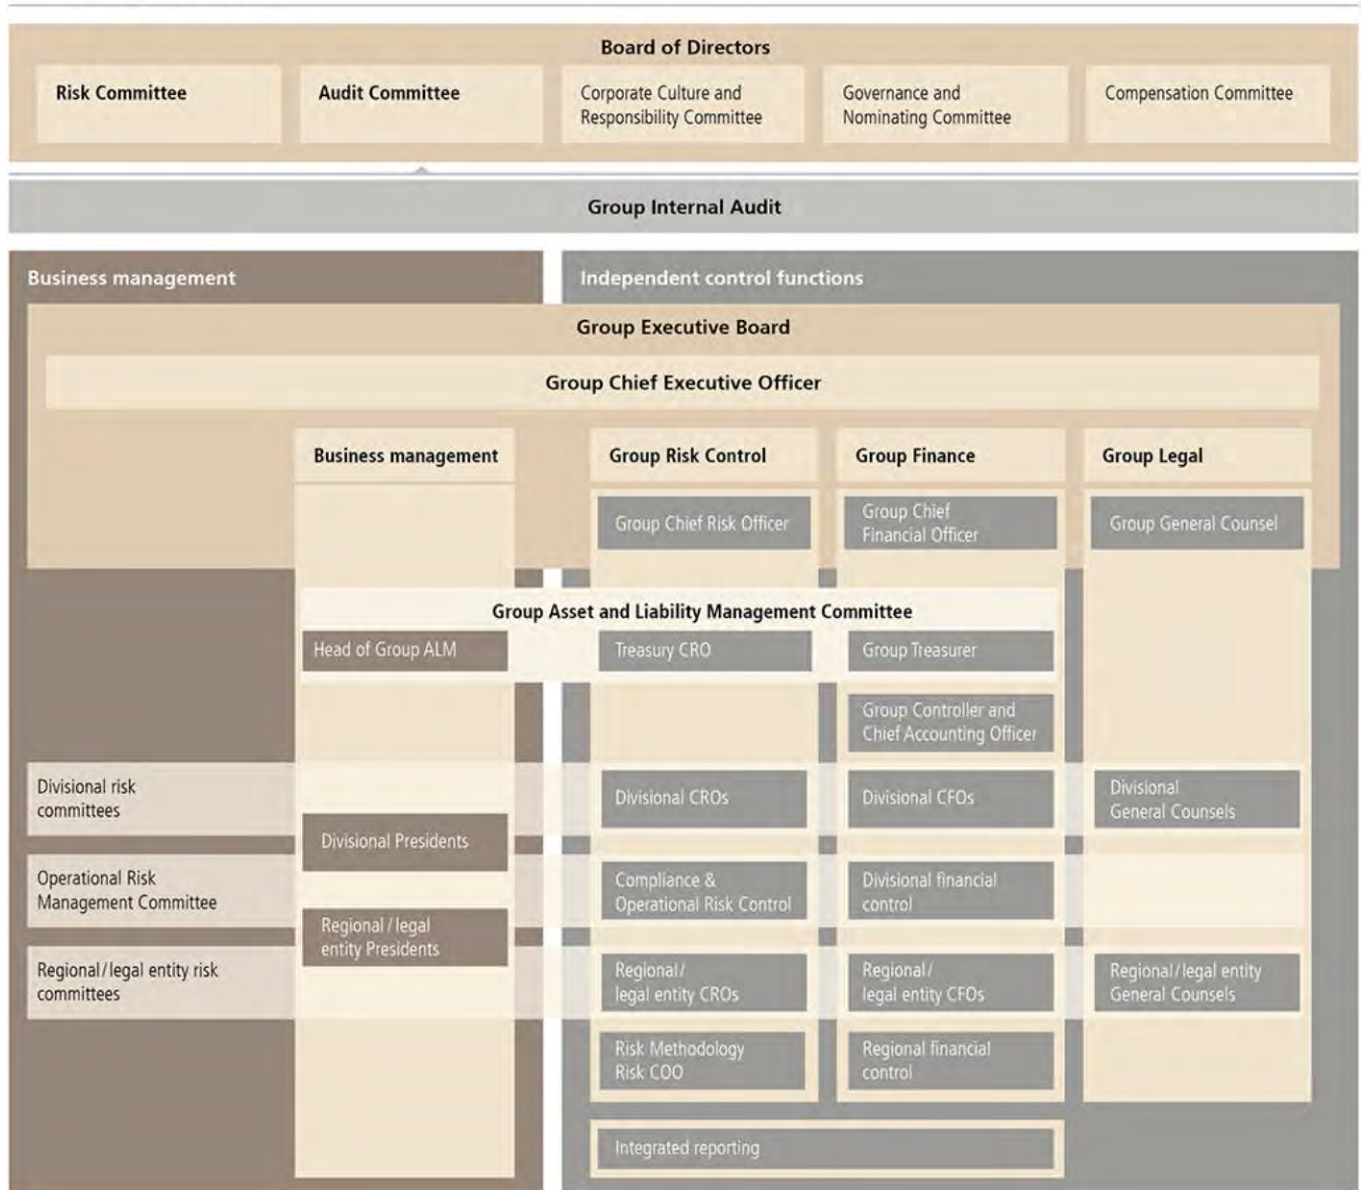 Board of Directors
Risk Committee
Audit Committee
Corporate Culture and
Responsibility Committee
Governance and
Nominating Committee
Compensation Committee
Group Internal Audit
Business management
Independent control functions
Group Executive Board
Group Chief Executive Officer
Business management
Group Risk Control
Group Finance
Group Legal
Group Chief Risk Officer
Group Chief
Financial Officer
Group General Counsel
Group Asset and Liability Management Committee
Head of Group ALM
Treasury CRO
Group Treasurer
Group Controller and
Chief Accounting Officer
Divisional risk
committees
Divisional Presidents
Divisional CROs
Divisional CFOs
Divisional
General Counsels
Operational Risk
Management Committee
Compliance &
Operational Risk Control
Divisional financial
control
Regional / legal
entity Presidents
Regional/legal entity risk
committees
Regional/
legal entity CROs
Regional/
legal entity CFOs
Regional/legal entity
General Counsels
Risk Methodology
Risk COO
Regional financial
control
Integrated reporting